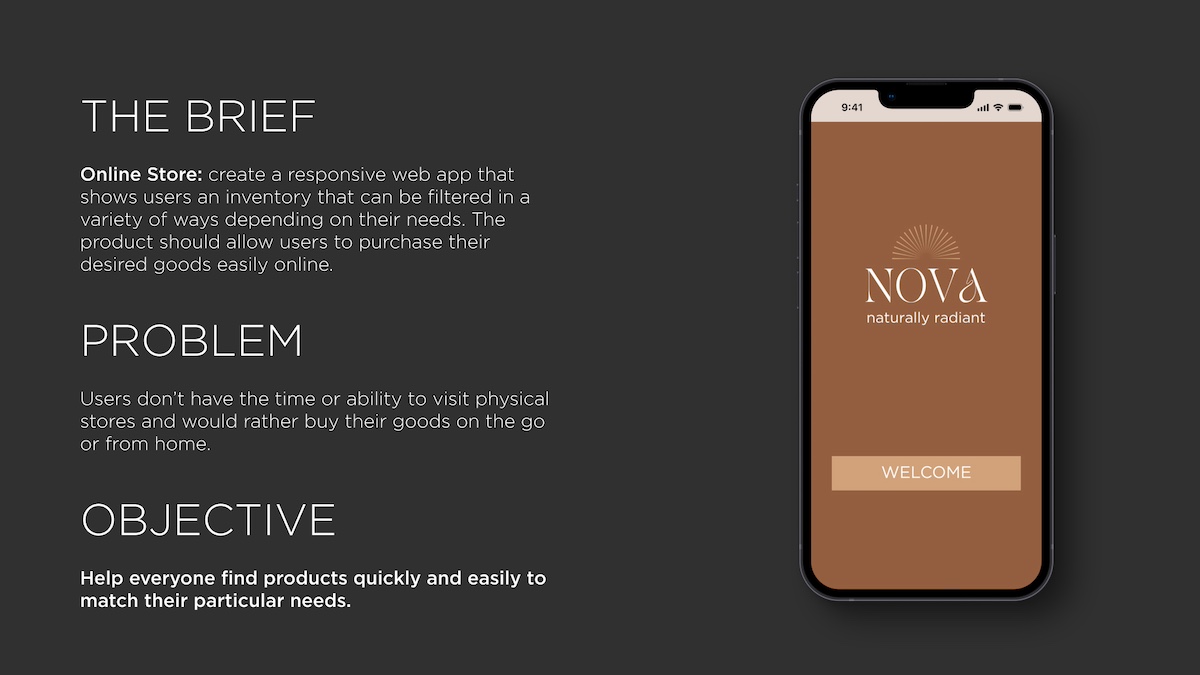 THE BRIEF
Online Store: create a responsive web app that
shows users an inventory that can be filtered in a
variety of ways depending on their needs. The
product should allow users to purchase their
desired goods easily online.
PROBLEM
Users don’t have the time or ability to visit physical
stores and would rather buy their goods on the go
or from home.
OBJECTIVE
Help everyone find products quickly and easily to
match their particular needs.
9:41
NOVA
naturally radiant
WELCOME